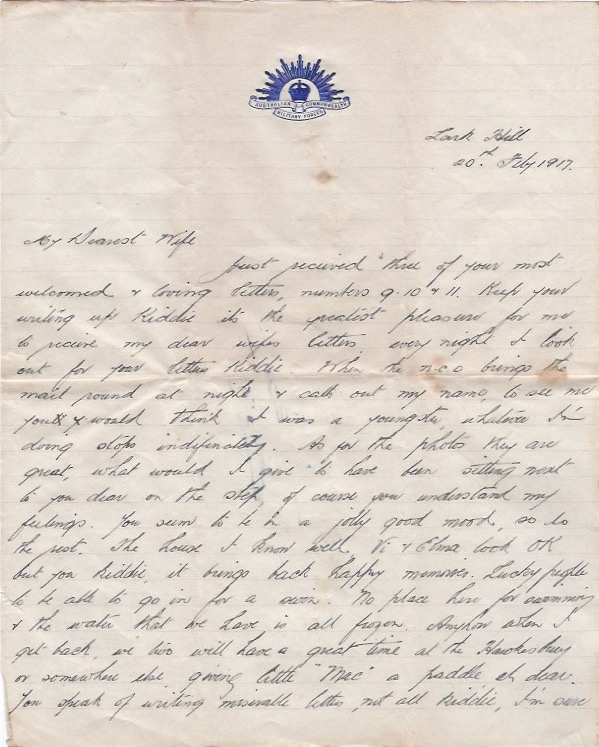 AUSTRALIAN COMMONWEALTH
MILITARY FORCES
Lark Hill
20th. Feby 1917.
My Dearest Wife
Just received three of your most
welcomed & loving letters, numbers 9-10 & 11. Keep your
writing up Kiddie its the greatest pleasure for me
to receive my dear wifes letters every night I look
out for your letters Kiddie. When the n.c.o brings the
mail round at night & calls out my name, to see me
you would think I was a youngster, whatever I'm
doing stops indifinately. As for the photos they are
great, what would I give to have been sitting next
to you dear on the step, of course you understand my
feelings. You seem to be in a jolly good mood, so do
the rest. The house I know well, Vi & Elma look OK
but you Kiddie, it brings back happy memories. Lucky people
to be able to go in for a swim. No place here for swimming
& the water that we have is all frozen. Anyhow when I
get back, we two will have a great time at the Hawkesbury
or somewhere else giving little "Mac" a paddle eh dear.
You speak of writing miserable letters, not all Kiddie, I'm sure